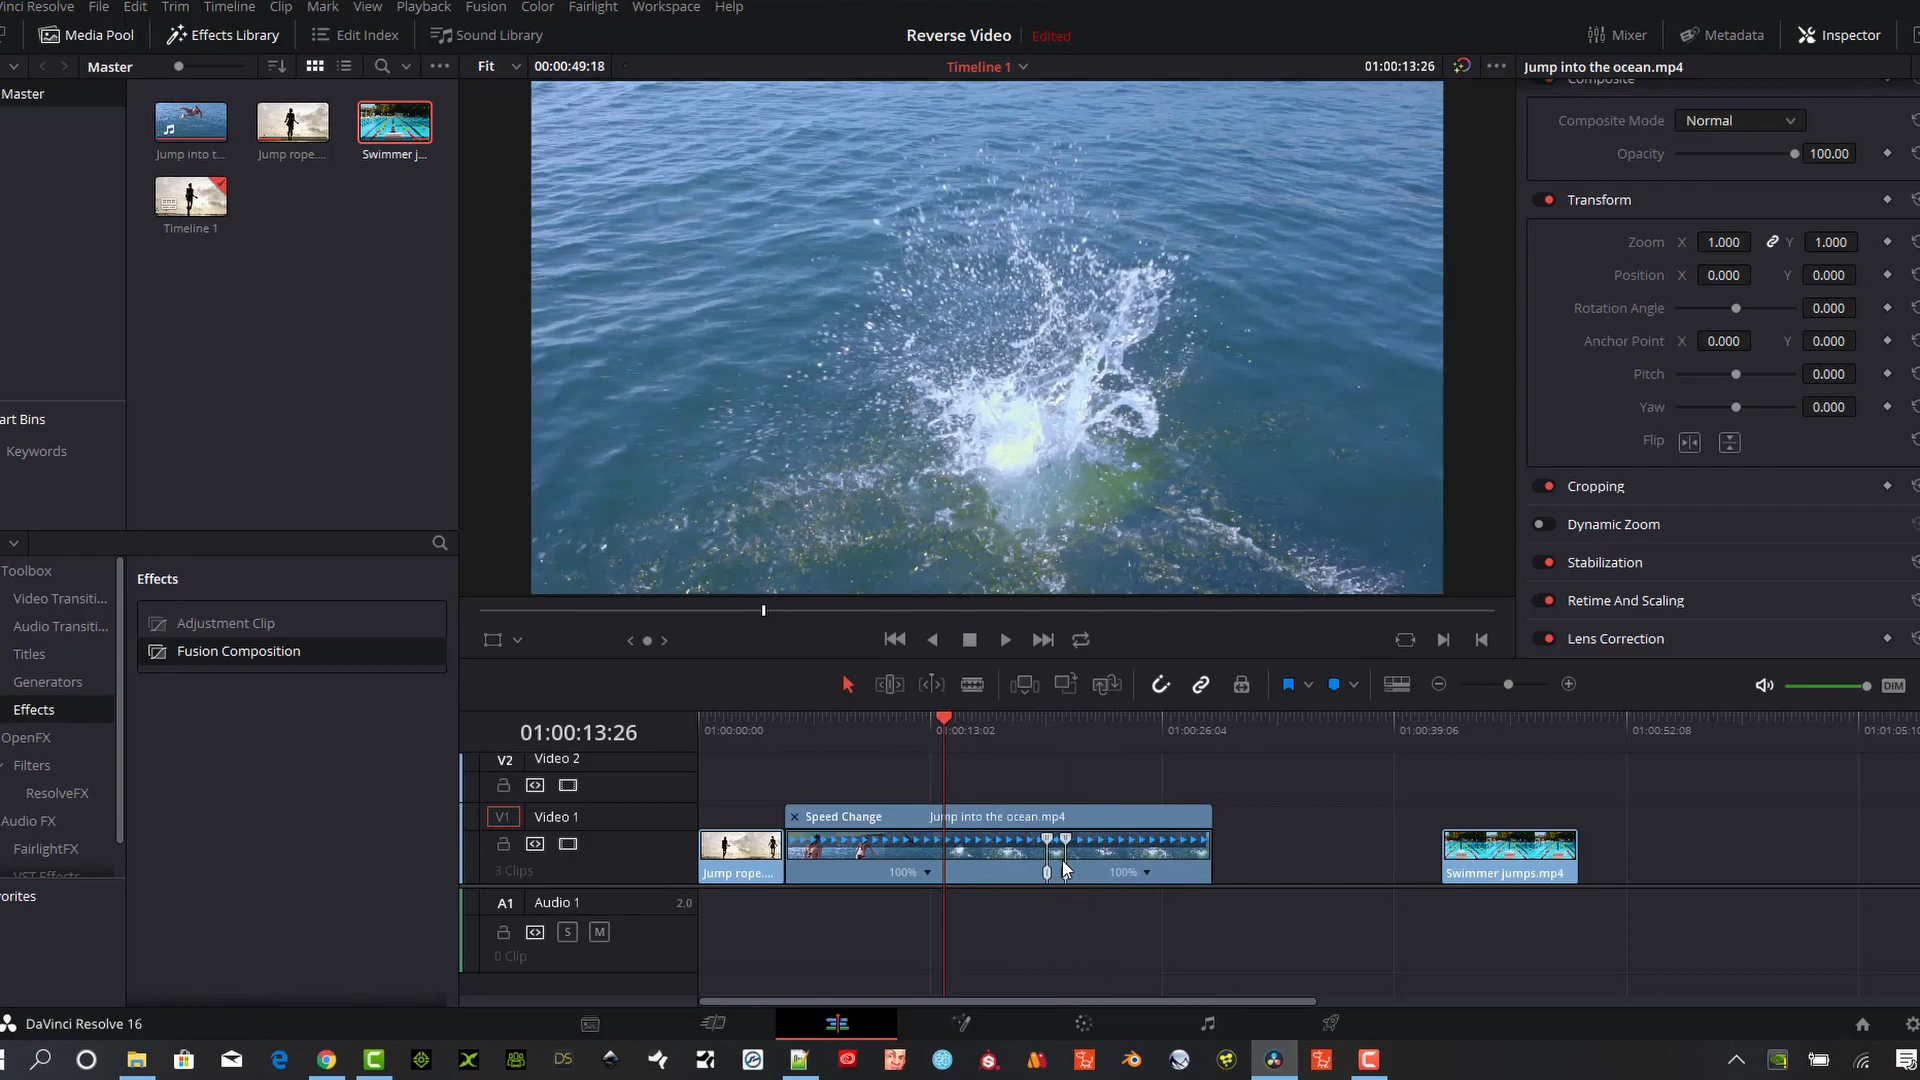 Vinci Resolve File Edit Trim Timeline Clip Mark View Playback Fusion Color Fairlight Workspace Help
Media Pool Effects Library Edit Index Sound Library Reverse Video Edited Mixer Metadata Inspector
Master Fit 00:00:49:18 Timeline 1 01:00:13:26 Jump into the ocean.mp4
Master
Composite
Jump into t... Jump rope.... Swimmer j...
Timeline 1
Composite Mode Normal
Opacity 100.00
Transform
Zoom X 1.000 Y 1.000
Position X 0.000 Y 0.000
Rotation Angle 0.000
Anchor Point X 0.000 Y 0.000
Pitch 0.000
Yaw 0.000
Flip
art Bins
Keywords
Cropping
Dynamic Zoom
Stabilization
Retime And Scaling
Lens Correction
Toolbox
Video Transiti...
Audio Transiti...
Titles
Generators
Effects
OpenFX
Filters
ResolveFX
Audio FX
FairlightFX
VST Effects
orites
Effects
Adjustment Clip
Fusion Composition
DIM
01:00:13:26 01:00:00:00 01:00:13:02 01:00:26:04 01:00:39:06 01:00:52:08 01:01:05:10
V2 Video 2
V1 Video 1 Speed Change Jump into the ocean.mp4
3 Clips Jump rope.... 100% 100% Swimmer jumps.mp4
A1 Audio 1 2.0
S M
0 Clip
DaVinci Resolve 16
DS